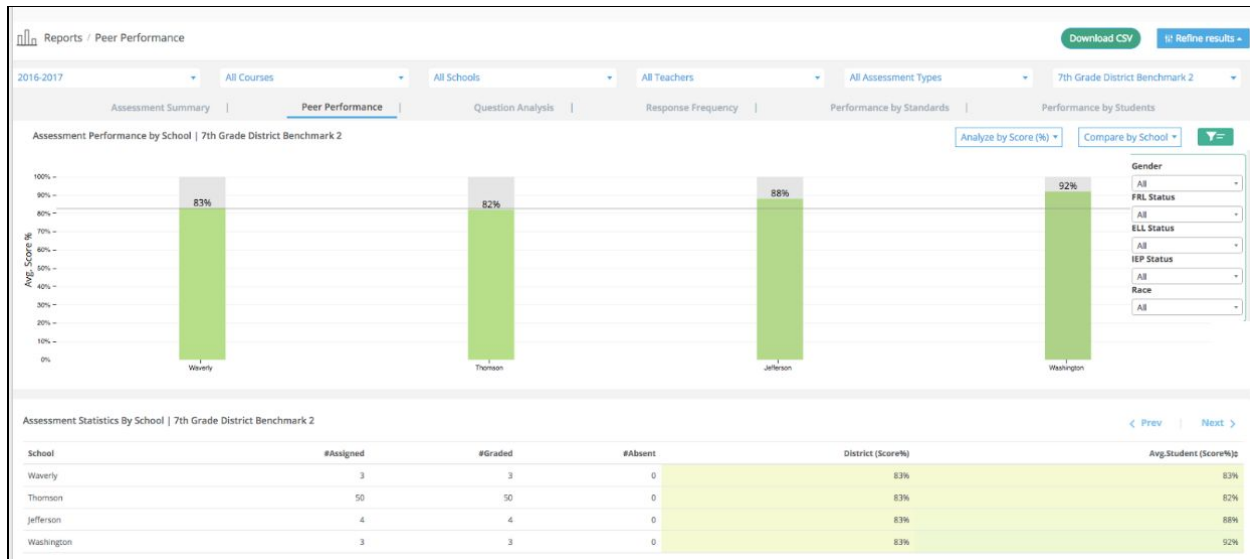 Reports / Peer Performance
Download CSV
Refine results
2016-2017
All Courses
All Schools
All Teachers
All Assessment Types
7th Grade District Benchmark 2
Assessment Summary |
Peer Performance |
Question Analysis |
Response Frequency |
Performance by Standards |
Performance by Students
Assessment Performance by School | 7th Grade District Benchmark 2
Analyze by Score (%)
Compare by School
Avg. Score %
100%
90%
80%
70%
60%
50%
40%
30%
20%
10%
0%
83%
82%
88%
92%
Waverly
Thomson
Jefferson
Washington
Gender
All
FRL Status
All
ELL Status
All
IEP Status
All
Race
All
Assessment Statistics By School | 7th Grade District Benchmark 2
< Prev | Next >
School #Assigned #Graded #Absent District (Score%) Avg.Student (Score%)
Waverly 3 3 0 83% 83%
Thomson 50 50 0 83% 82%
Jefferson 4 4 0 83% 88%
Washington 3 3 0 83% 92%